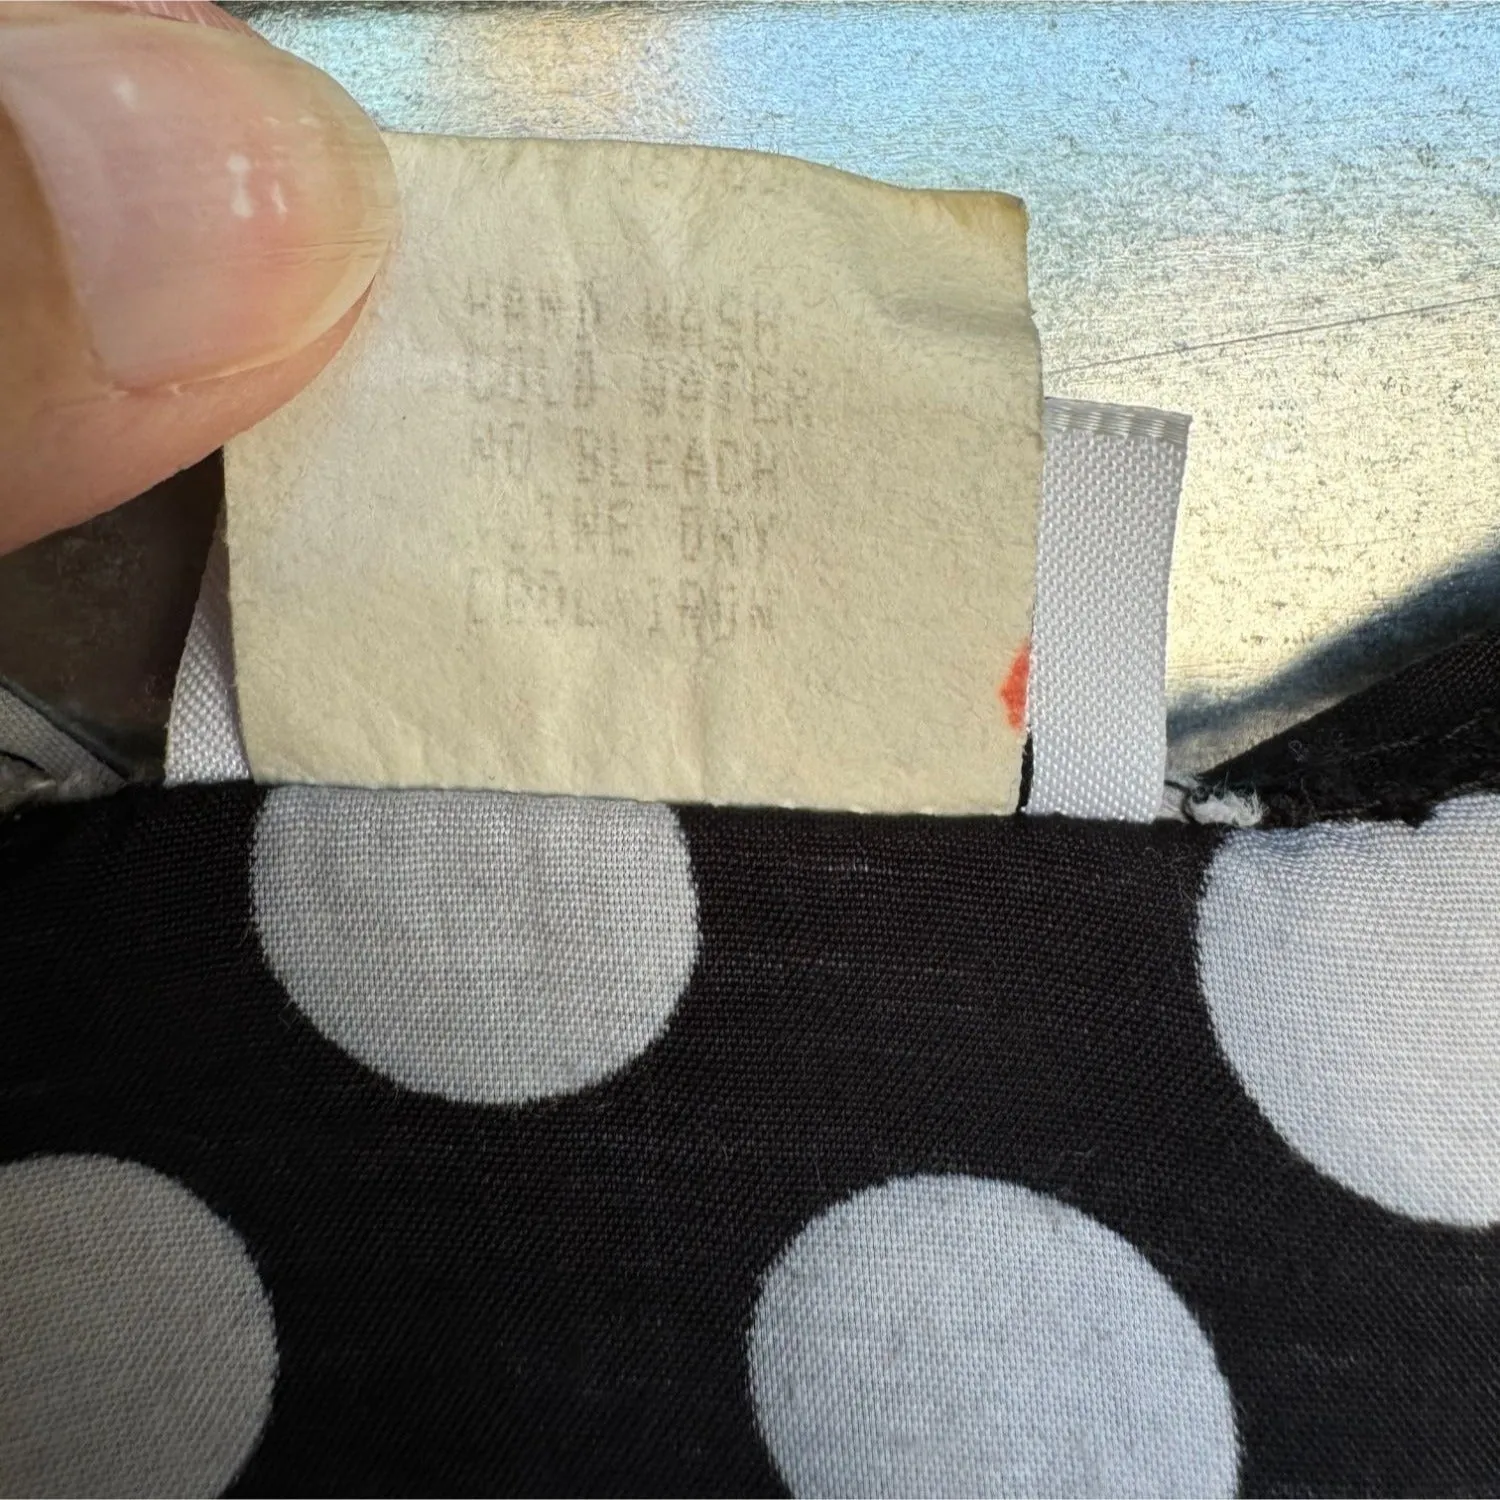 HAND WASH
COLD WATER
NO BLEACH
LINE DRY
COOL IRON